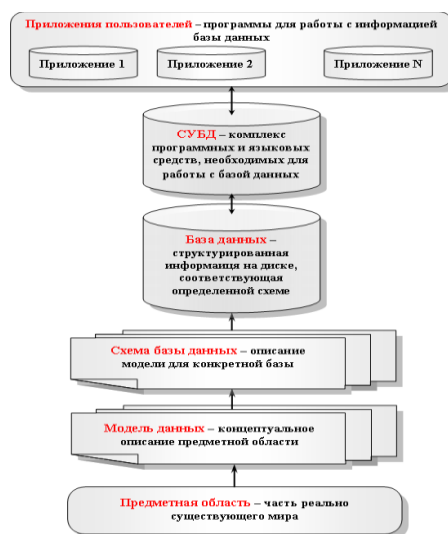 Приложения пользователей – программы для работы с информацией
базы данных
Приложение 1
Приложение 2
Приложение N
СУБД – комплекс
программных и языковых
средств, необходимых для
работы с базой данных
База данных –
структурированная
информаиця на диске,
соответствующая
определенной схеме
Схема базы данных – описание
модели для конкретной базы
Модель данных – концептуальное
описание предметной области
Предметная область – часть реально
существующего мира